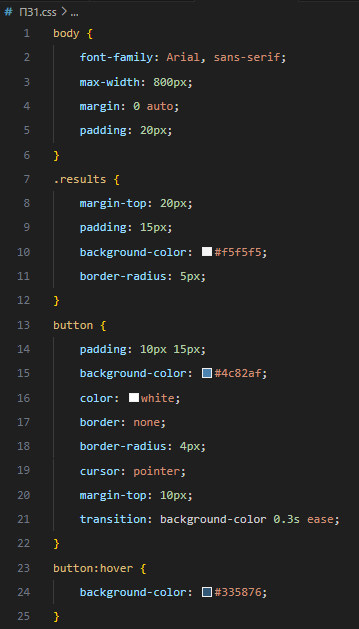 # П31.css > ...
1 body {
2 font-family: Arial, sans-serif;
3 max-width: 800px;
4 margin: 0 auto;
5 padding: 20px;
6 }
7 .results {
8 margin-top: 20px;
9 padding: 15px;
10 background-color: #f5f5f5;
11 border-radius: 5px;
12 }
13 button {
14 padding: 10px 15px;
15 background-color: #4c82af;
16 color: white;
17 border: none;
18 border-radius: 4px;
19 cursor: pointer;
20 margin-top: 10px;
21 transition: background-color 0.3s ease;
22 }
23 button:hover {
24 background-color: #335876;
25 }